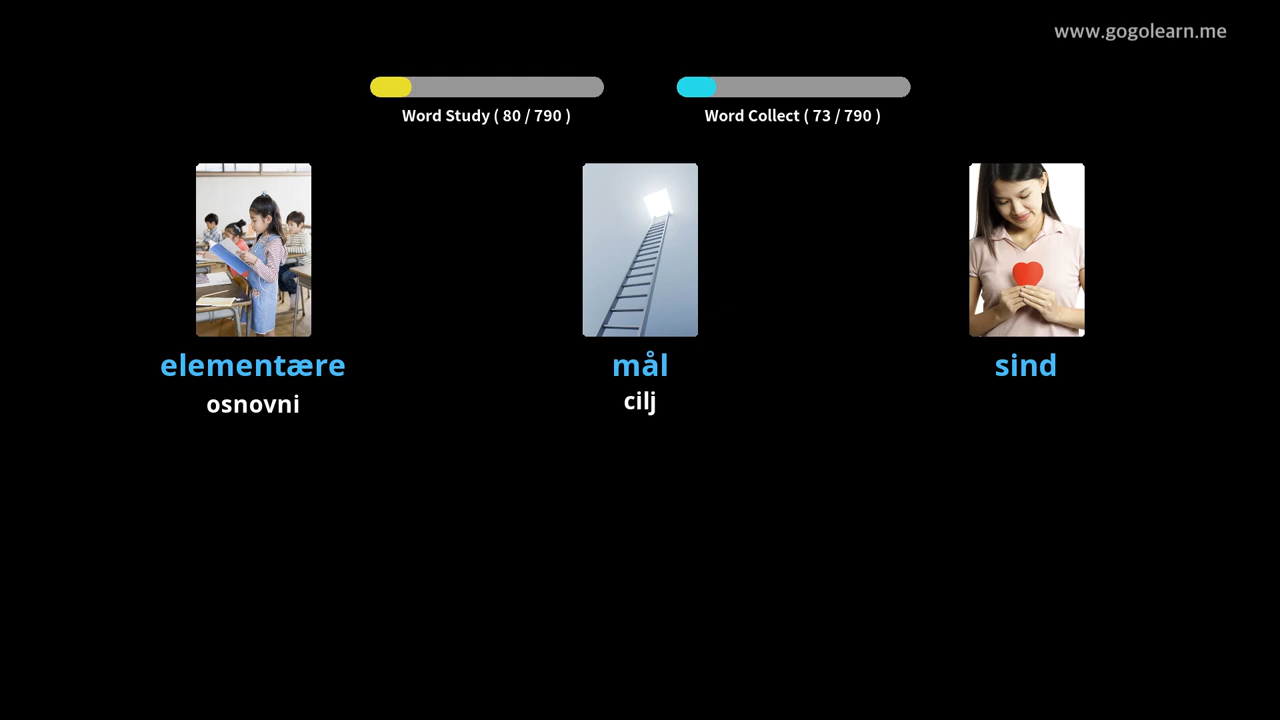 www.gogolearn.me
Word Study ( 80 / 790 )
Word Collect ( 73 / 790 )
elementære
osnovni
mål
cilj
sind